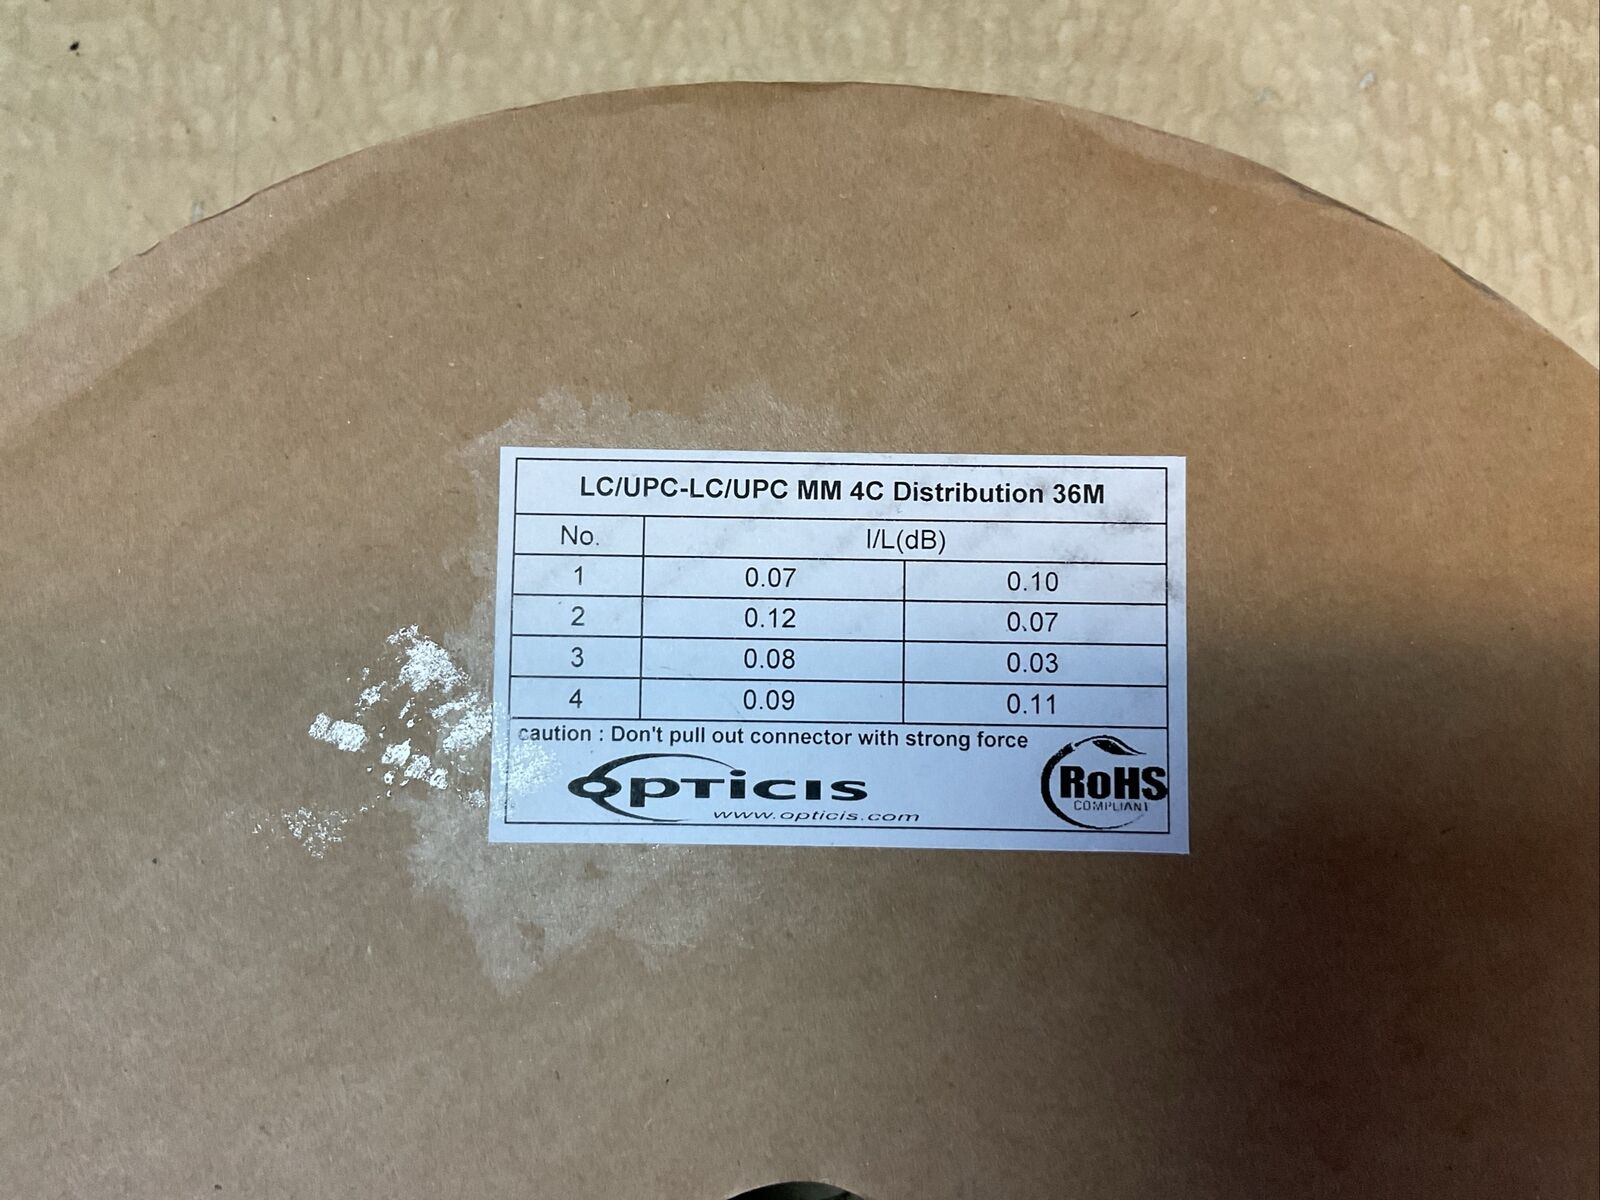 LC/UPC-LC/UPC MM 4C Distribution 36M
No. I/L(dB)
1 0.07 0.10
2 0.12 0.07
3 0.08 0.03
4 0.09 0.11
caution : Don't pull out connector with strong force
OPTICIS
www.opticis.com
RoHS
COMPLIANT